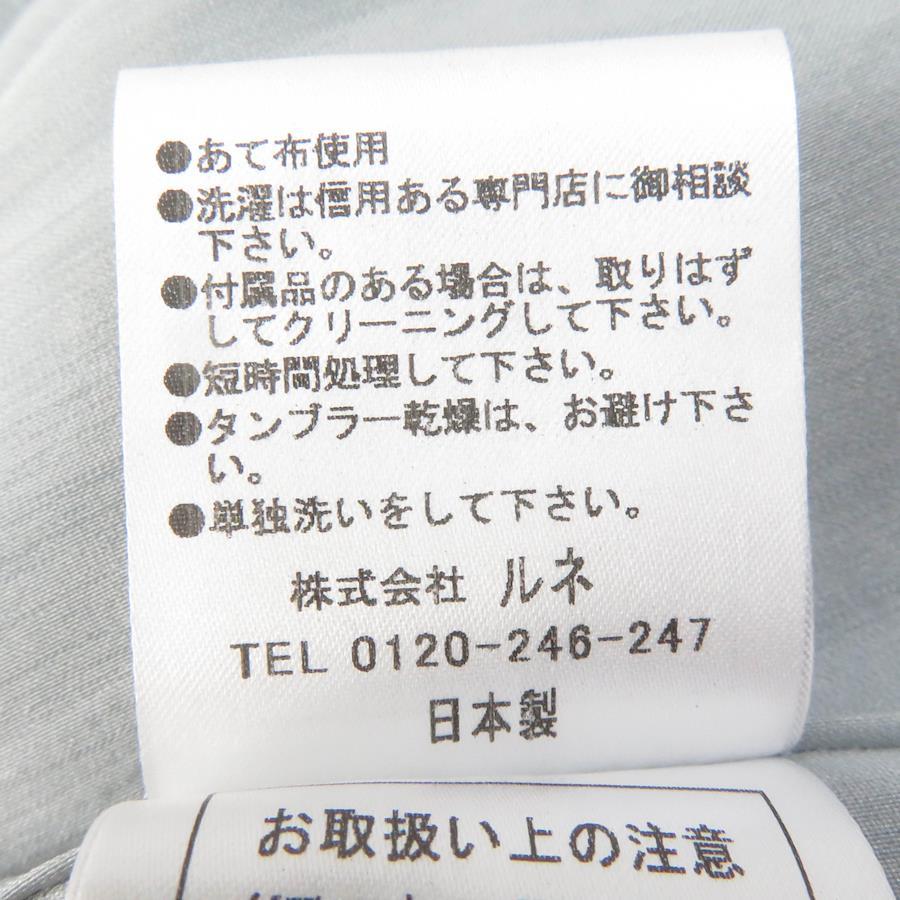 ●あて布使用
●洗濯は信用ある専門店に御相談
下さい。
●付属品のある場合は、取りはず
してクリーニングして下さい。
●短時間処理して下さい。
●タンブラー乾燥は、お避け下さ
い。
●単独洗いをして下さい。
株式会社 ルネ
TEL 0120-246-247
日本製
お取扱い上の注意